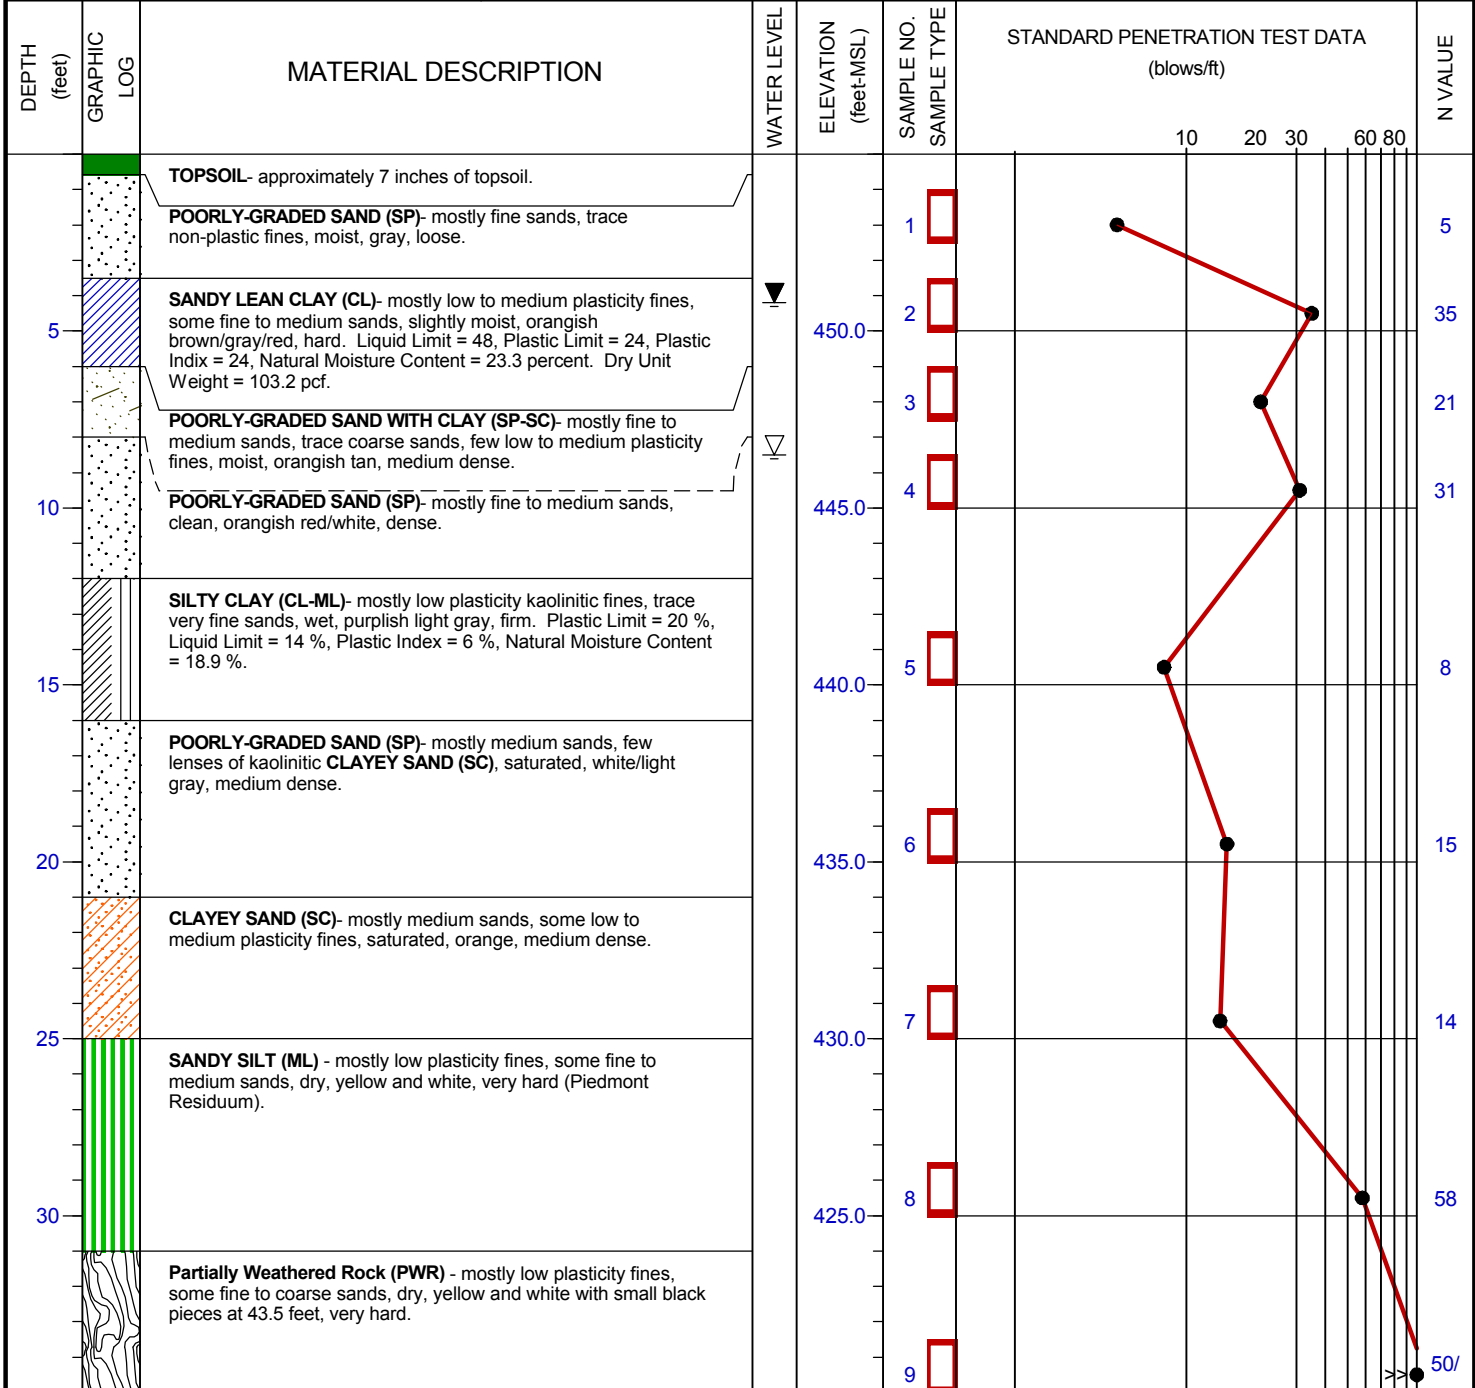 DEPTH
(feet)
GRAPHIC
LOG
MATERIAL DESCRIPTION
WATER LEVEL
ELEVATION
(feet-MSL)
SAMPLE NO.
SAMPLE TYPE
STANDARD PENETRATION TEST DATA
(blows/ft)
10 20 30 60 80
N VALUE
TOPSOIL- approximately 7 inches of topsoil.
POORLY-GRADED SAND (SP)- mostly fine sands, trace
non-plastic fines, moist, gray, loose.
1 5
SANDY LEAN CLAY (CL)- mostly low to medium plasticity fines,
some fine to medium sands, slightly moist, orangish
brown/gray/red, hard. Liquid Limit = 48, Plastic Limit = 24, Plastic
Indix = 24, Natural Moisture Content = 23.3 percent. Dry Unit
Weight = 103.2 pcf.
2 35
5 450.0
3 21
POORLY-GRADED SAND WITH CLAY (SP-SC)- mostly fine to
medium sands, trace coarse sands, few low to medium plasticity
fines, moist, orangish tan, medium dense.
4 31
POORLY-GRADED SAND (SP)- mostly fine to medium sands,
clean, orangish red/white, dense.
10 445.0
SILTY CLAY (CL-ML)- mostly low plasticity kaolinitic fines, trace
very fine sands, wet, purplish light gray, firm. Plastic Limit = 20 %,
Liquid Limit = 14 %, Plastic Index = 6 %, Natural Moisture Content
= 18.9 %.
5 8
15 440.0
POORLY-GRADED SAND (SP)- mostly medium sands, few
lenses of kaolinitic CLAYEY SAND (SC), saturated, white/light
gray, medium dense.
6 15
20 435.0
CLAYEY SAND (SC)- mostly medium sands, some low to
medium plasticity fines, saturated, orange, medium dense.
7 14
25 430.0
SANDY SILT (ML) - mostly low plasticity fines, some fine to
medium sands, dry, yellow and white, very hard (Piedmont
Residuum).
8 58
30 425.0
Partially Weathered Rock (PWR) - mostly low plasticity fines,
some fine to coarse sands, dry, yellow and white with small black
pieces at 43.5 feet, very hard.
9 >> 50/